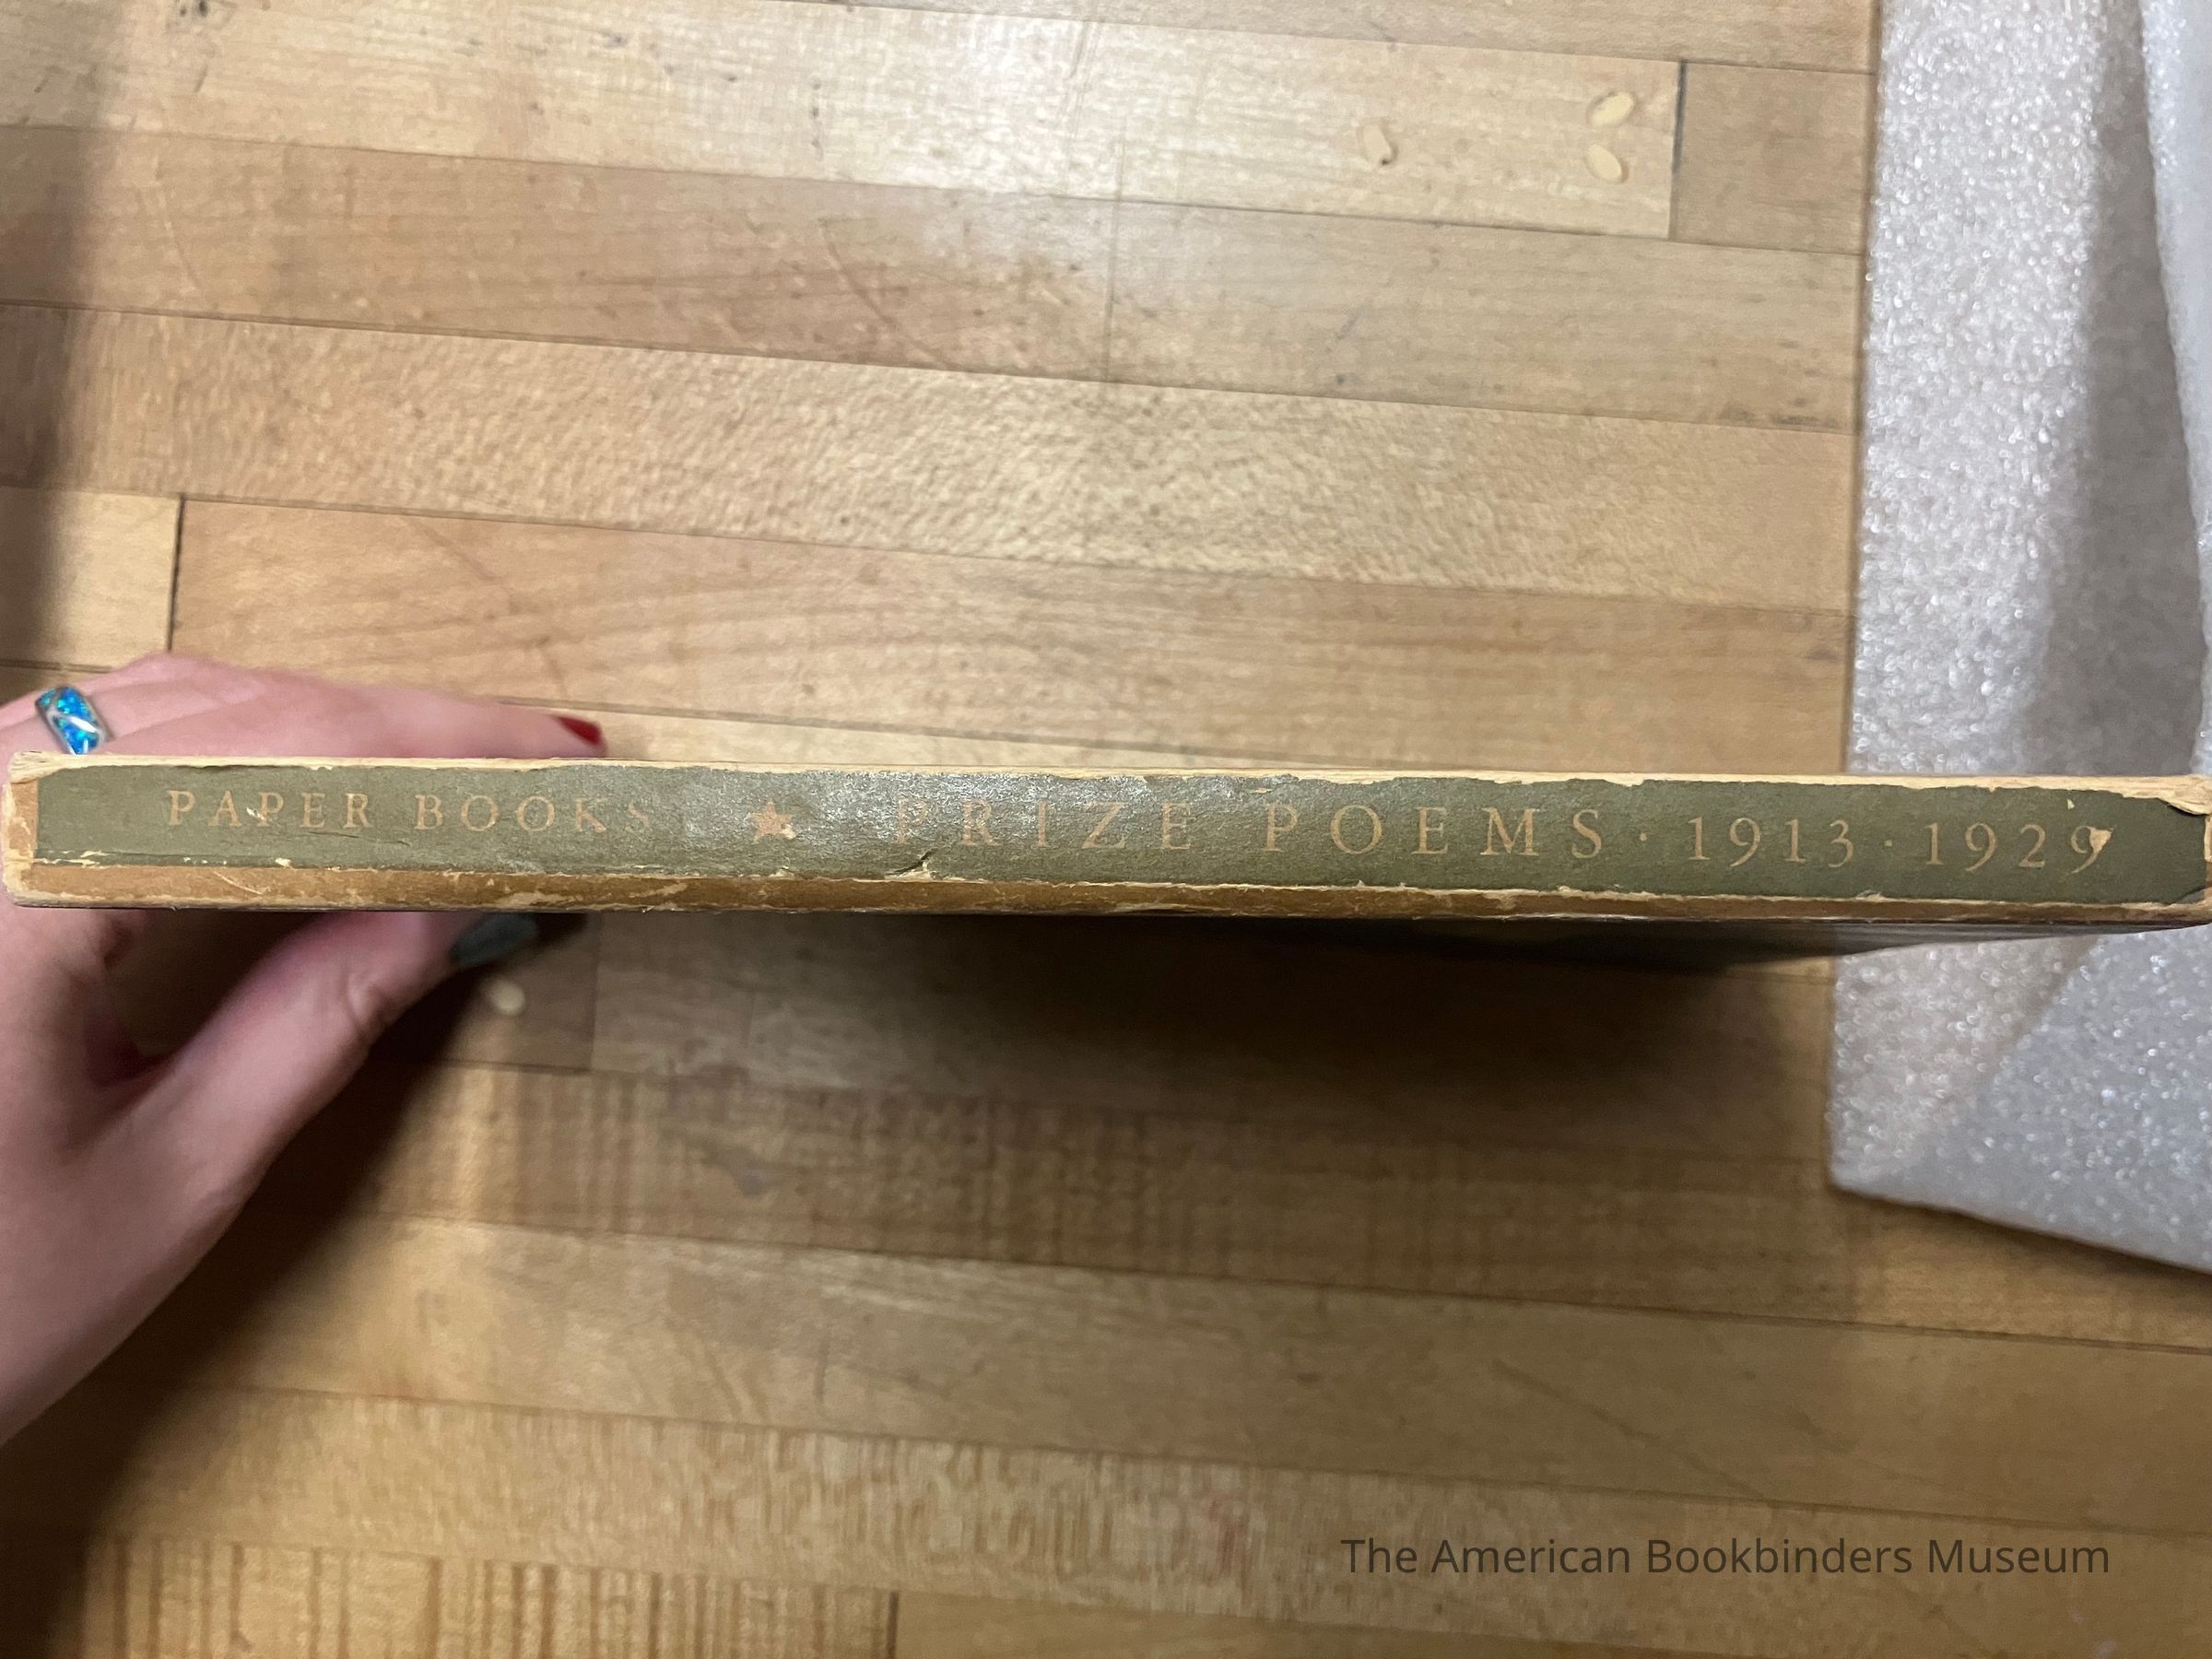 PAPER BOOKS ★ PRIZE POEMS · 1913 · 1929
The American Bookbinders Museum